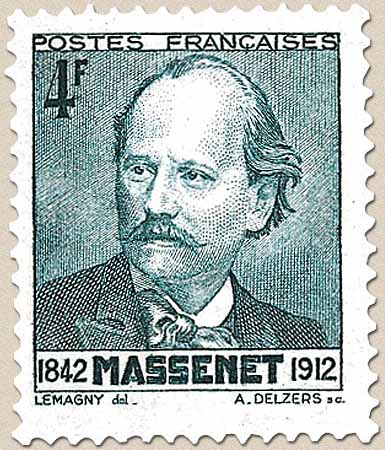 POSTES FRANÇAISES
4F
1842 MASSENET 1912
LEMAGNY del. A. DELZERS sc.